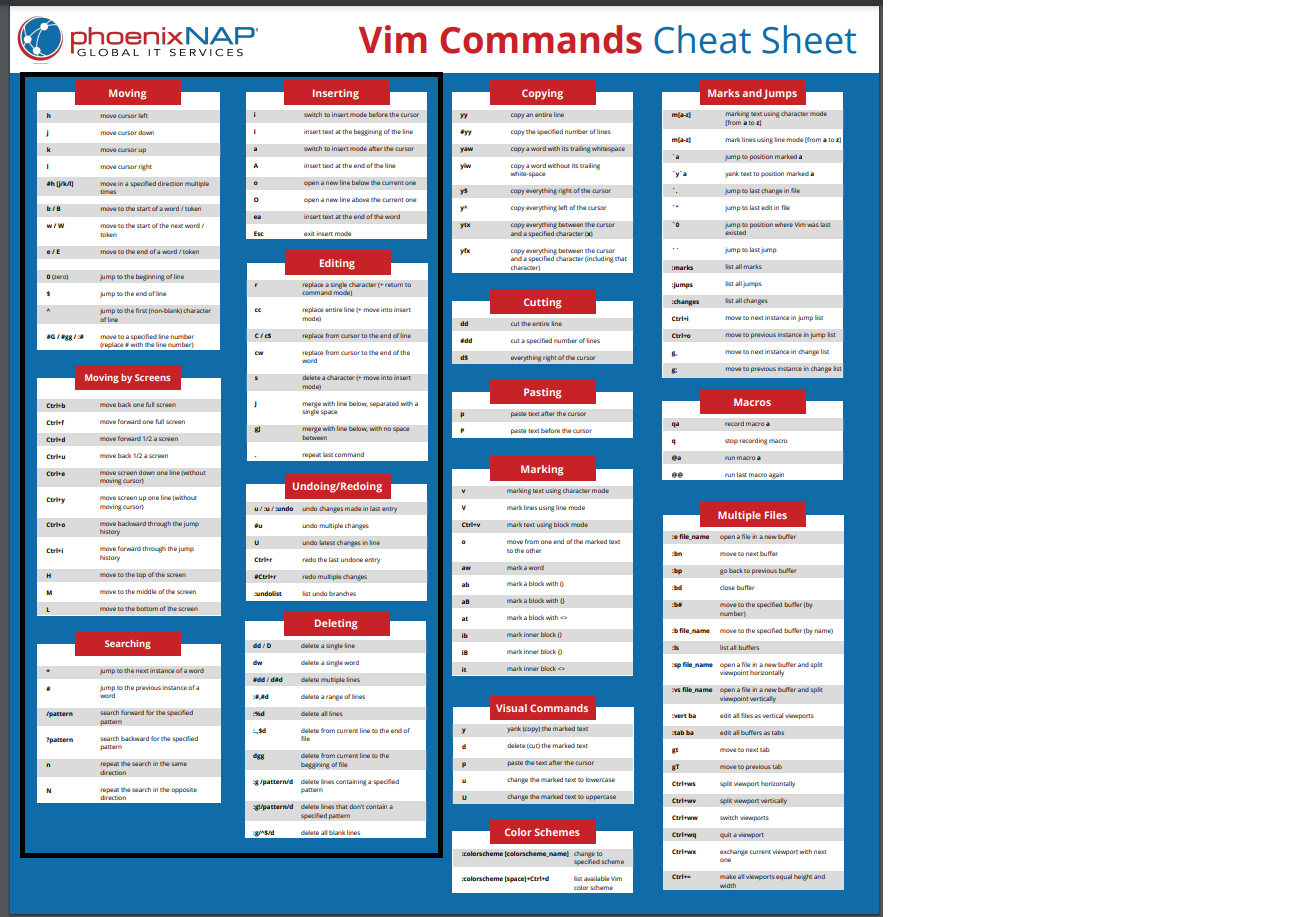 phoenixNAP
GLOBAL IT SERVICES
Vim Commands Cheat Sheet
Moving
h move cursor left
j move cursor down
k move cursor up
l move cursor right
#h [j/k/l] move in a specified direction multiple
times
b / B move to the start of a word / token
w / W move to the start of the next word /
token
e / E move to the end of a word / token
0 (zero) jump to the beginning of line
$ jump to the end of line
^ jump to the first (non-blank) character
of line
#G / #gg / :# move to a specified line number
(replace # with the line number)
Moving by Screens
Ctrl+b move back one full screen
Ctrl+f move forward one full screen
Ctrl+d move forward 1/2 a screen
Ctrl+u move back 1/2 a screen
Ctrl+e move screen down one line (without
moving cursor)
Ctrl+y move screen up one line (without
moving cursor)
Ctrl+o move backward through the jump
history
Ctrl+i move forward through the jump
history
H move to the top of the screen
M move to the middle of the screen
L move to the bottom of the screen
Searching
* jump to the next instance of a word
# jump to the previous instance of a
word
/pattern search forward for the specified
pattern
?pattern search backward for the specified
pattern
n repeat the search in the same
direction
N repeat the search in the opposite
direction
Inserting
i switch to insert mode before the cursor
I insert text at the beggining of the line
a switch to insert mode after the cursor
A insert text at the end of the line
o open a new line below the current one
O open a new line above the current one
ea insert text at the end of the word
Esc exit insert mode
Editing
r replace a single character (+ return to
command mode)
cc replace entire line (+ move into insert
mode)
C / c$ replace from cursor to the end of line
cw replace from cursor to the end of the
word
s delete a character (+ move into insert
mode)
J merge with line below, separated with a
single space
gJ merge with line below, with no space
between
. repeat last command
Undoing/Redoing
u / :u / :undo undo changes made in last entry
#u undo multiple changes
U undo latest changes in line
Ctrl+r redo the last undone entry
#Ctrl+r redo multiple changes
:undolist list undo branches
Deleting
dd / D delete a single line
dw delete a single word
#dd / d#d delete multiple lines
:#,#d delete a range of lines
:%d delete all lines
:.,$d delete from current line to the end of
file
dgg delete from current line to the
beggining of file
:g /pattern/d delete lines containing a specified
pattern
:g!/pattern/d delete lines that don't contain a
specified pattern
:g/^$/d delete all blank lines
Copying
yy copy an entire line
#yy copy the specified number of lines
yaw copy a word with its trailing whitespace
yiw copy a word without its trailing
white-space
y$ copy everything right of the cursor
y^ copy everything left of the cursor
ytx copy everything between the cursor
and a specified character (x)
yfx copy everything between the cursor
and a specified character (including that
character)
Cutting
dd cut the entire line
#dd cut a specified number of lines
d$ everything right of the cursor
Pasting
p paste text after the cursor
P paste text before the cursor
Marking
v marking text using character mode
V mark lines using line mode
Ctrl+v mark text using block mode
o move from one end of the marked text
to the other
aw mark a word
ab mark a block with ()
aB mark a block with {}
at mark a block with <>
ib mark inner block ()
iB mark inner block {}
it mark inner block <>
Visual Commands
y yank (copy) the marked text
d delete (cut) the marked text
p paste the text after the cursor
u change the marked text to lowercase
U change the marked text to uppercase
Color Schemes
:colorscheme [colorscheme_name] change to
specified scheme
:colorscheme [space]+Ctrl+d list available Vim
color scheme
Marks and Jumps
m[a-z] marking text using character mode
[from a to z]
m[a-z] mark lines using line mode [from a to z]
`a jump to position marked a
`y`a yank text to position marked a
`. jump to last change in file
`" jump to last edit in file
`0 jump to position where Vim was last
existed
`` jump to last jump
:marks list all marks
:jumps list all jumps
:changes list all changes
Ctrl+i move to next instance in jump list
Ctrl+o move to previous instance in jump list
g, move to next instance in change list
g; move to previous instance in change list
Macros
qa record macro a
q stop recording macro
@a run macro a
@@ run last macro again
Multiple Files
:e file_name open a file in a new buffer
:bn move to next buffer
:bp go back to previous buffer
:bd close buffer
:b# move to the specified buffer (by
number)
:b file_name move to the specified buffer (by name)
:ls list all buffers
:sp file_name open a file in a new buffer and split
viewpoint horizontally
:vs file_name open a file in a new buffer and split
viewpoint vertically
:vert ba edit all files as vertical viewports
:tab ba edit all buffers as tabs
gt move to next tab
gT move to previous tab
Ctrl+ws split viewport horizontally
Ctrl+wv split viewport vertically
Ctrl+ww switch viewports
Ctrl+wq quit a viewport
Ctrl+wx exchange current viewport with next
one
Ctrl+= make all viewports equal height and
width